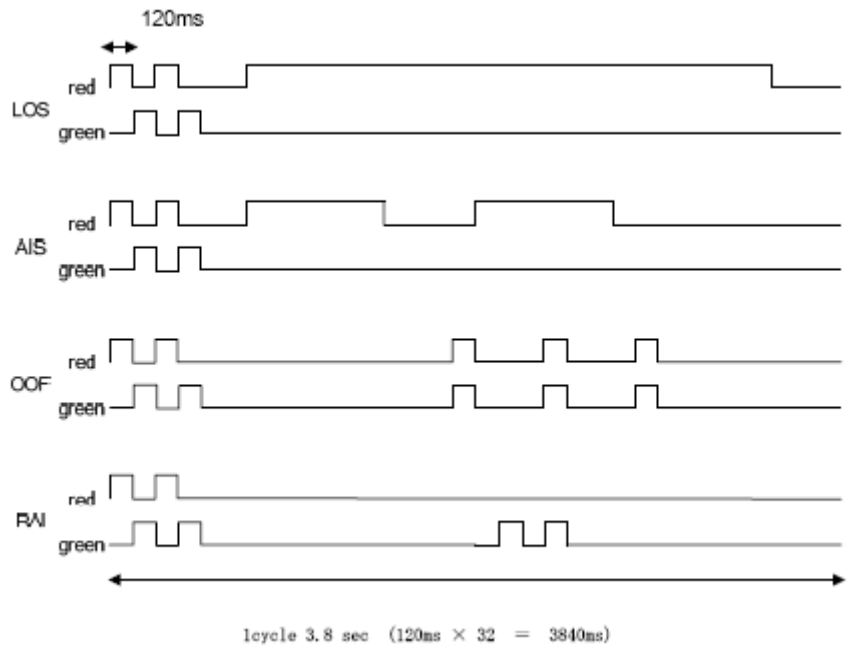 120ms
red
LOS
green
red
AIS
green
red
OOF
green
red
RAI
green
1cycle 3.8 sec (120ms × 32 = 3840ms)